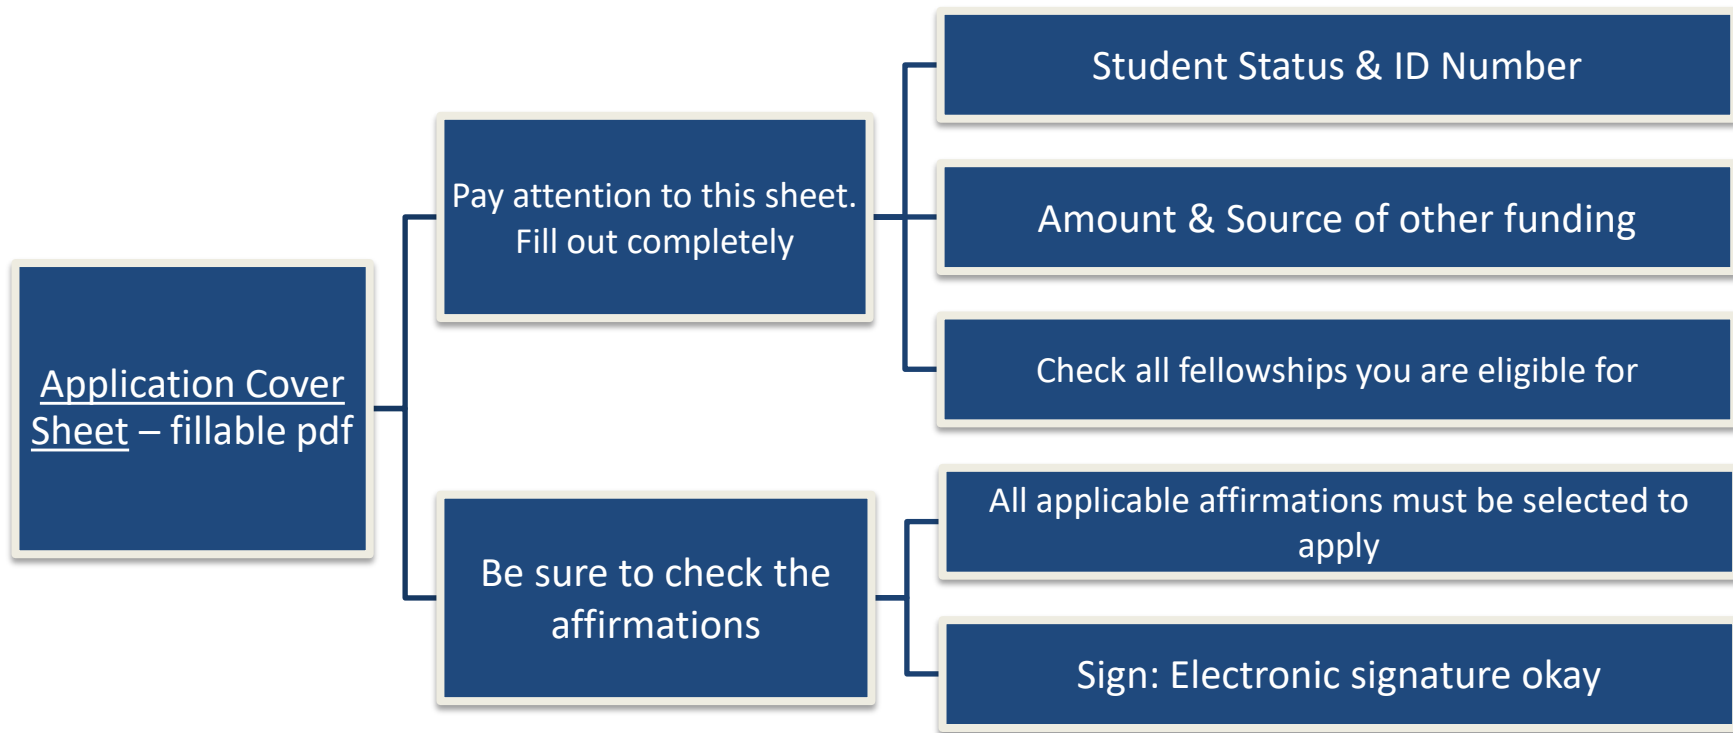 Application Cover
Sheet – fillable pdf
Pay attention to this sheet.
Fill out completely
Student Status & ID Number
Amount & Source of other funding
Check all fellowships you are eligible for
Be sure to check the
affirmations
All applicable affirmations must be selected to
apply
Sign: Electronic signature okay